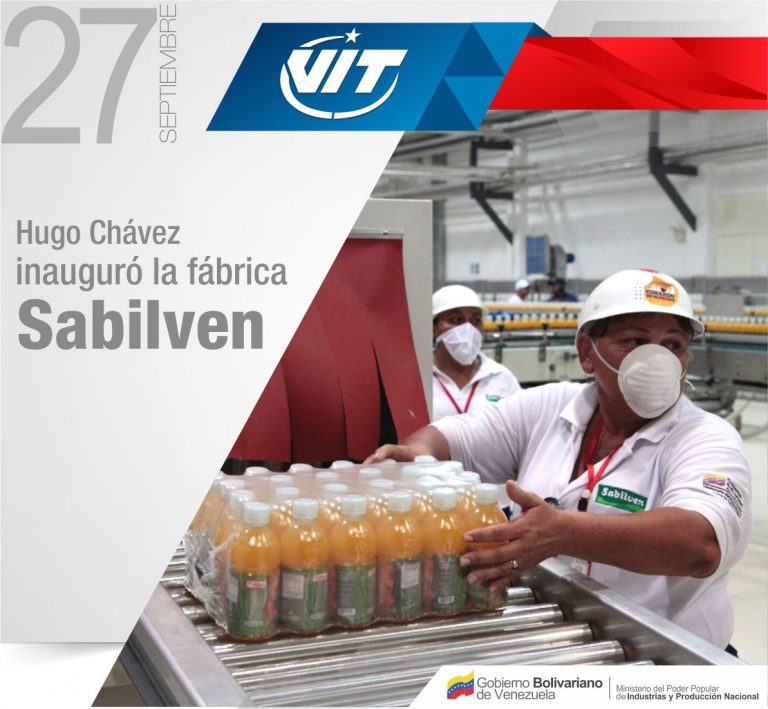 27
SEPTIEMBRE
VIT
Hugo Chávez
inauguró la fábrica
Sabilven
CORAZÓN
Sabilven
Gobierno Bolivariano
de Venezuela
Ministerio del Poder Popular
de Industrias y Producción Nacional